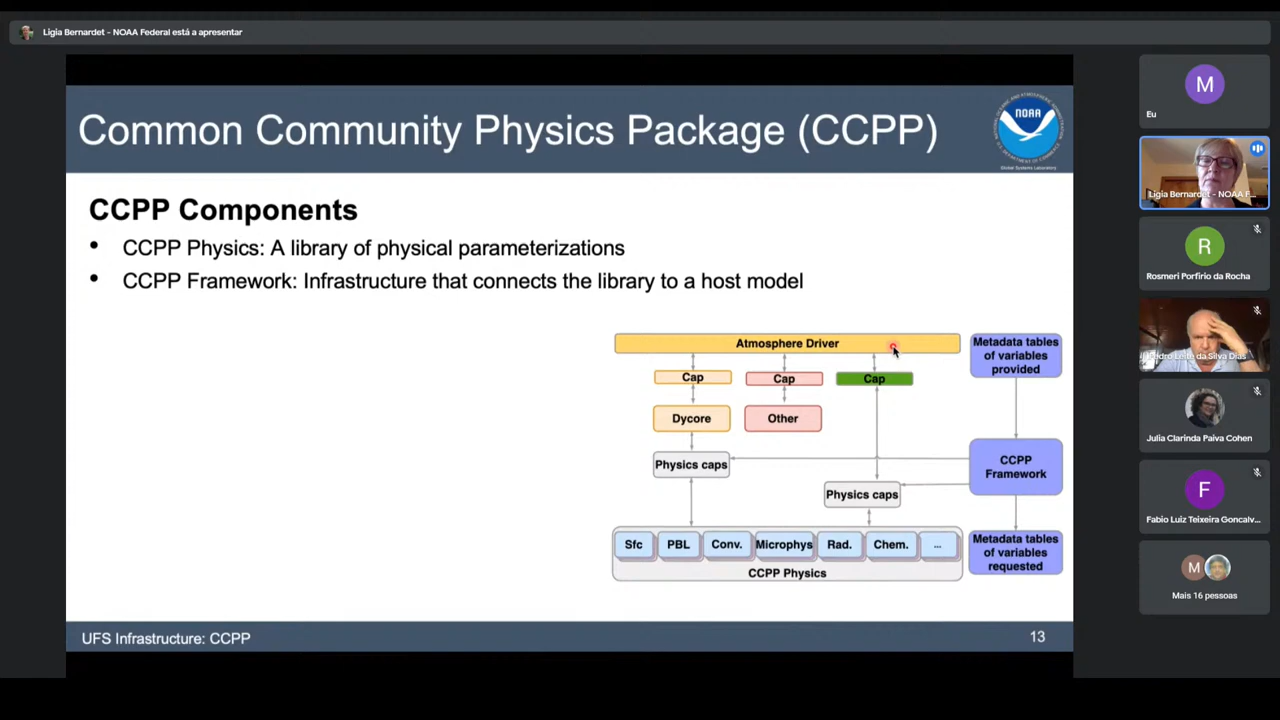 Ligia Bernardet - NOAA Federal está a apresentar
Common Community Physics Package (CCPP)
NOAA
CCPP Components
• CCPP Physics: A library of physical parameterizations
• CCPP Framework: Infrastructure that connects the library to a host model
Atmosphere Driver
Cap
Cap
Cap
Dycore
Other
Physics caps
Physics caps
Sfc
PBL
Conv.
Microphys
Rad.
Chem.
...
CCPP Physics
Metadata tables
of variables
provided
CCPP
Framework
Metadata tables
of variables
requested
UFS Infrastructure: CCPP
13
M
Eu
Ligia Bernardet - NOAA F...
R
Rosmeri Porfirio da Rocha
Pedro Leite da Silva Dias
Julia Clarinda Paiva Cohen
F
Fabio Luiz Teixeira Goncalv...
M
Mais 16 pessoas